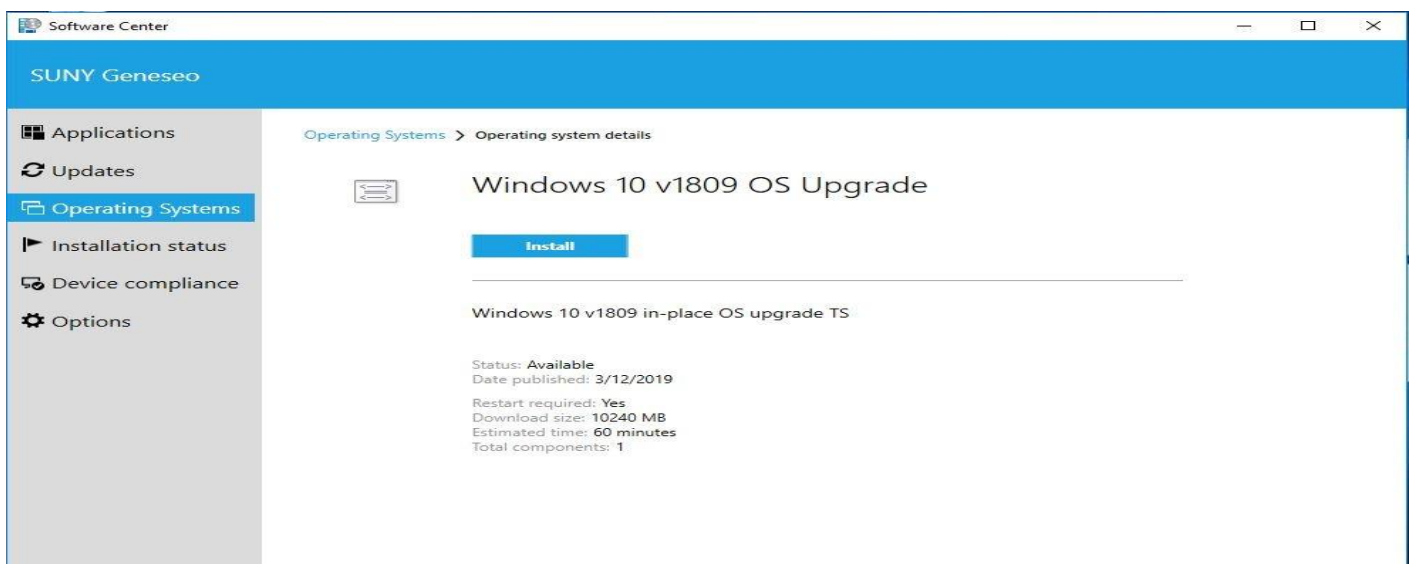 Software Center
SUNY Geneseo
Applications
Updates
Operating Systems
Installation status
Device compliance
Options
Operating Systems > Operating system details
Windows 10 v1809 OS Upgrade
Install
Windows 10 v1809 in-place OS upgrade TS
Status: Available
Date published: 3/12/2019
Restart required: Yes
Download size: 10240 MB
Estimated time: 60 minutes
Total components: 1